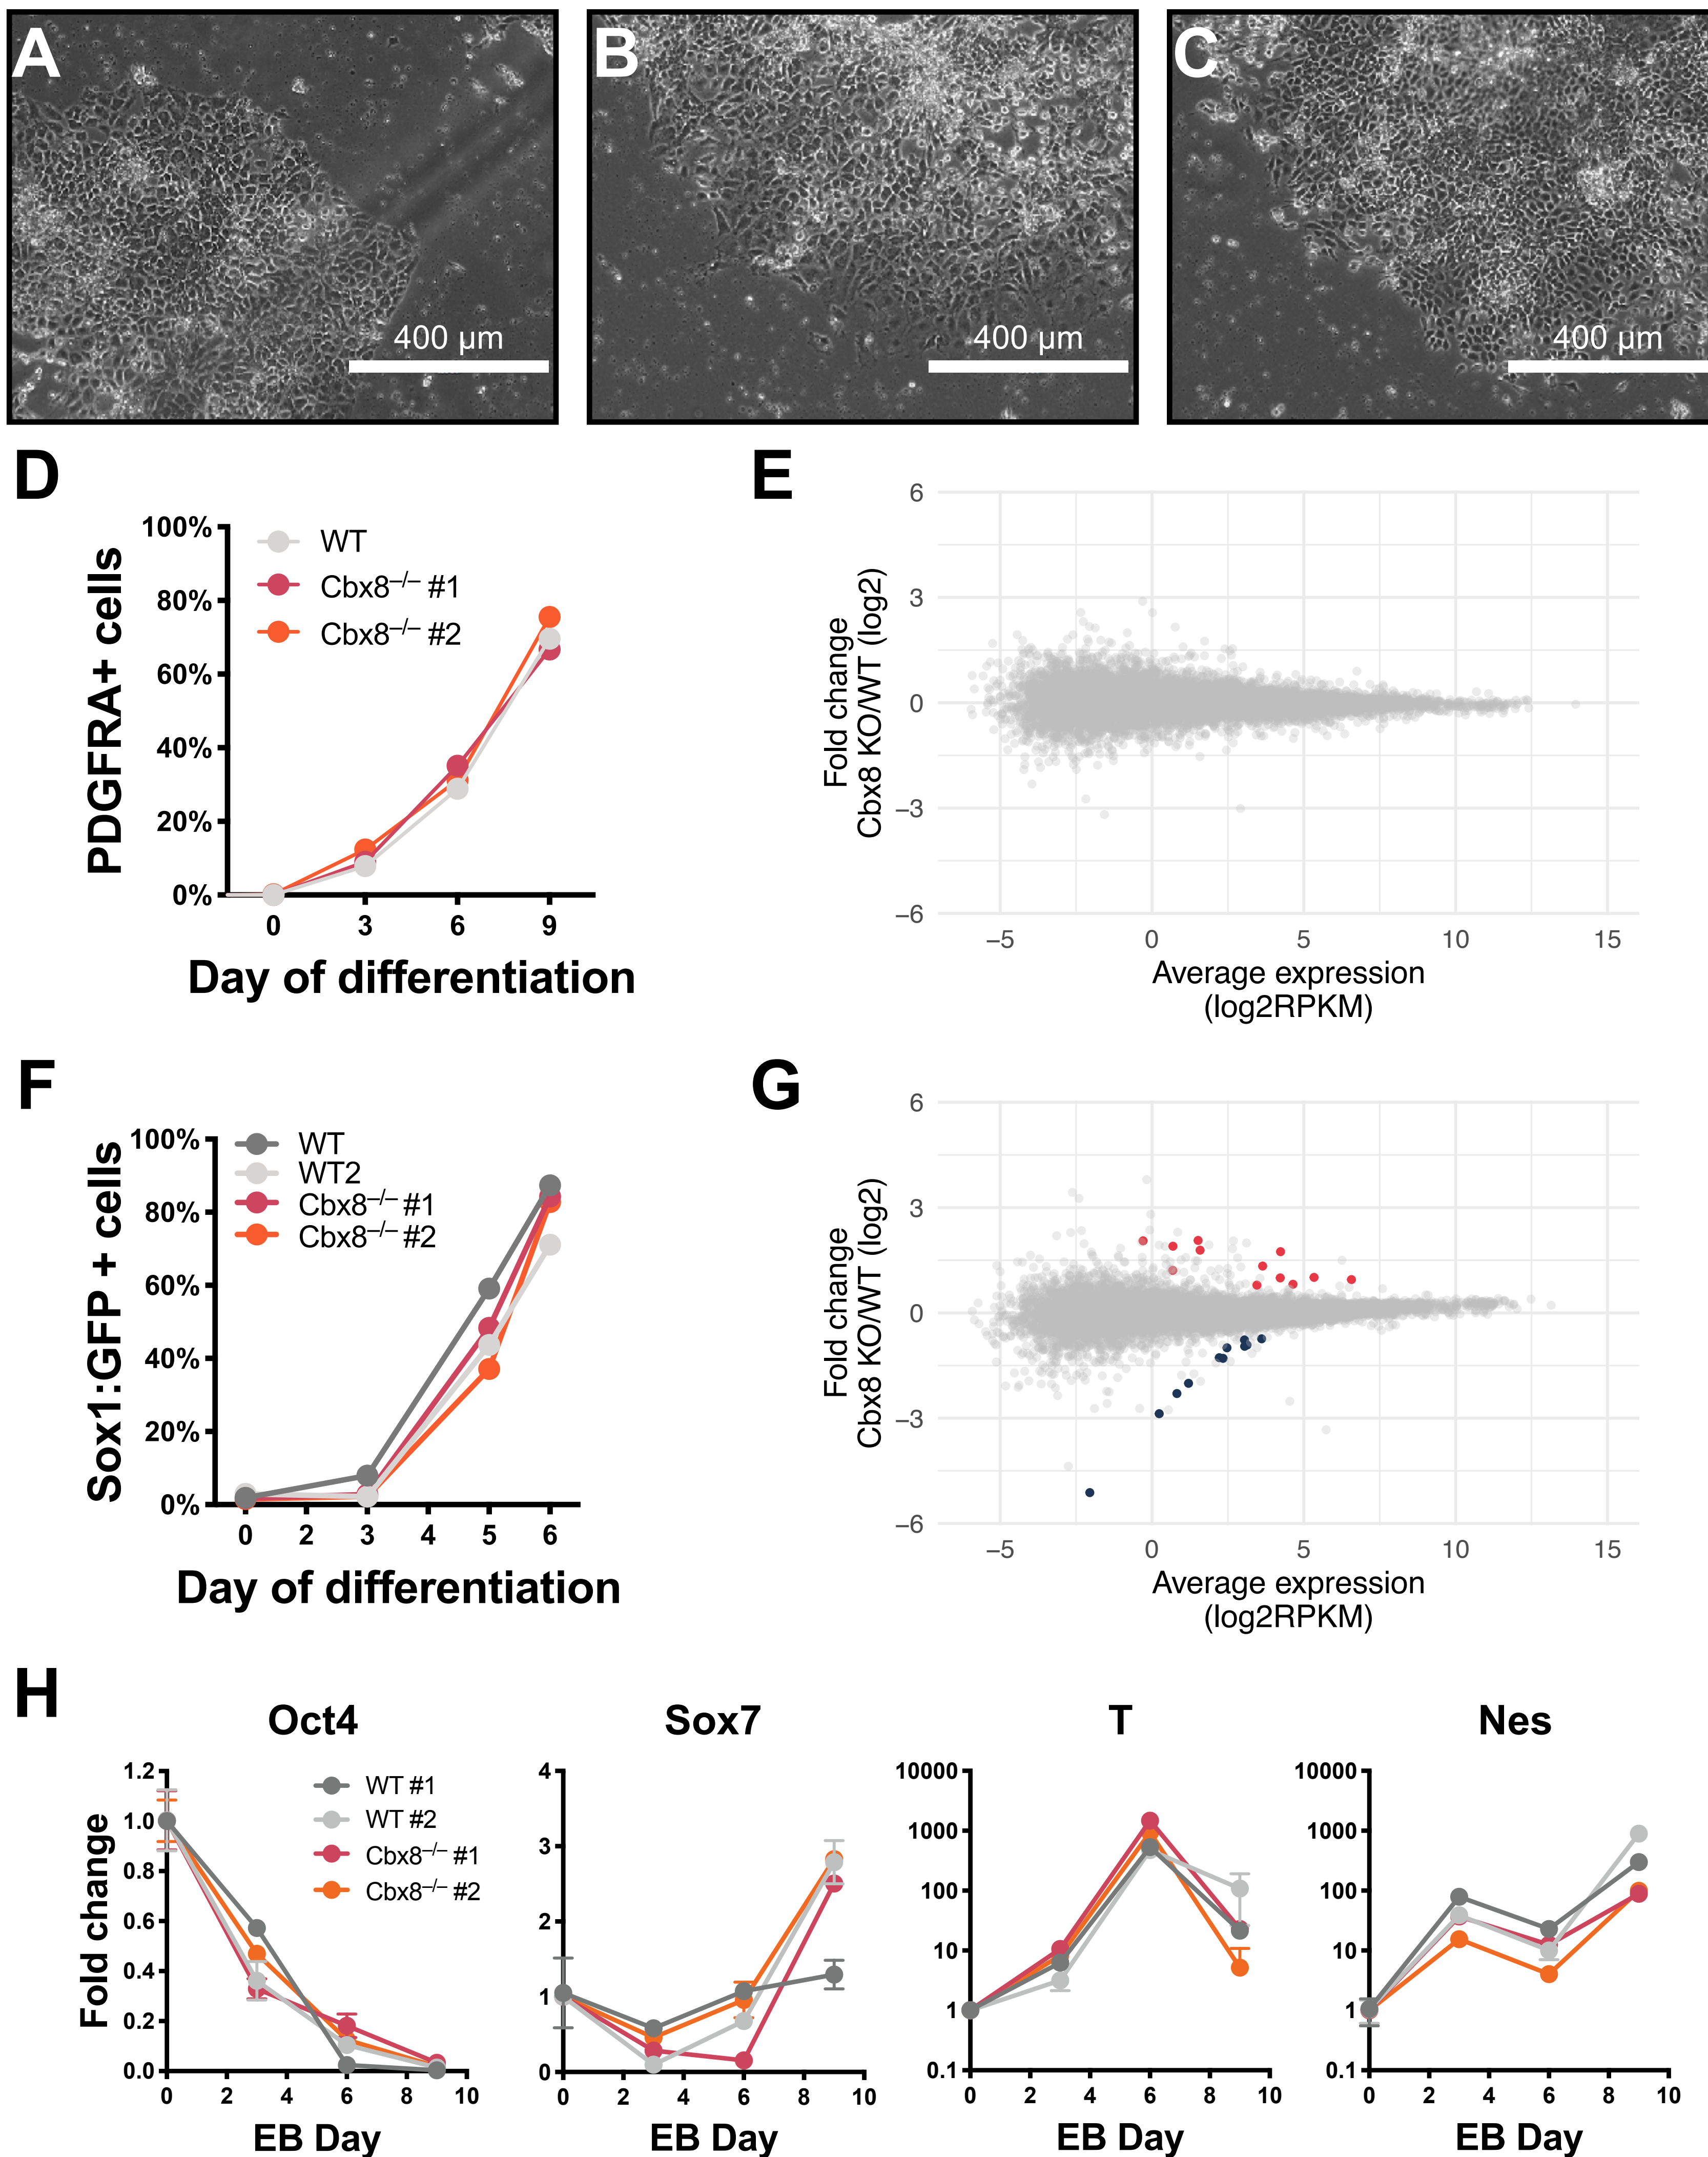 A
B
C
400 µm
400 µm
400 µm
D
E
100%
80%
60%
40%
20%
0%
PDGFRA+ cells
WT
Cbx8–/– #1
Cbx8–/– #2
0 3 6 9
Day of differentiation
6
3
0
−3
−6
Fold change
Cbx8 KO/WT (log2)
−5 0 5 10 15
Average expression
(log2RPKM)
F
G
100%
80%
60%
40%
20%
0%
Sox1:GFP + cells
WT
WT2
Cbx8–/– #1
Cbx8–/– #2
0 2 3 4 5 6
Day of differentiation
6
3
0
−3
−6
Fold change
Cbx8 KO/WT (log2)
−5 0 5 10 15
Average expression
(log2RPKM)
H
Oct4
Sox7
T
Nes
Fold change
1.2
1.0
0.8
0.6
0.4
0.2
0.0
WT #1
WT #2
Cbx8–/– #1
Cbx8–/– #2
0 2 4 6 8 10
EB Day
4
3
2
1
0
0 2 4 6 8 10
EB Day
10000
1000
100
10
1
0.1
0 2 4 6 8 10
EB Day
10000
1000
100
10
1
0.1
0 2 4 6 8 10
EB Day